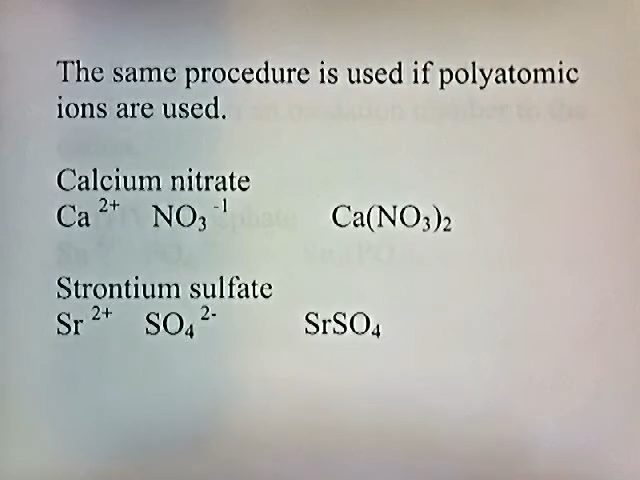 The same procedure is used if polyatomic
ions are used.
Calcium nitrate
Ca 2+ NO3 -1 Ca(NO3)2
Strontium sulfate
Sr 2+ SO4 2- SrSO4